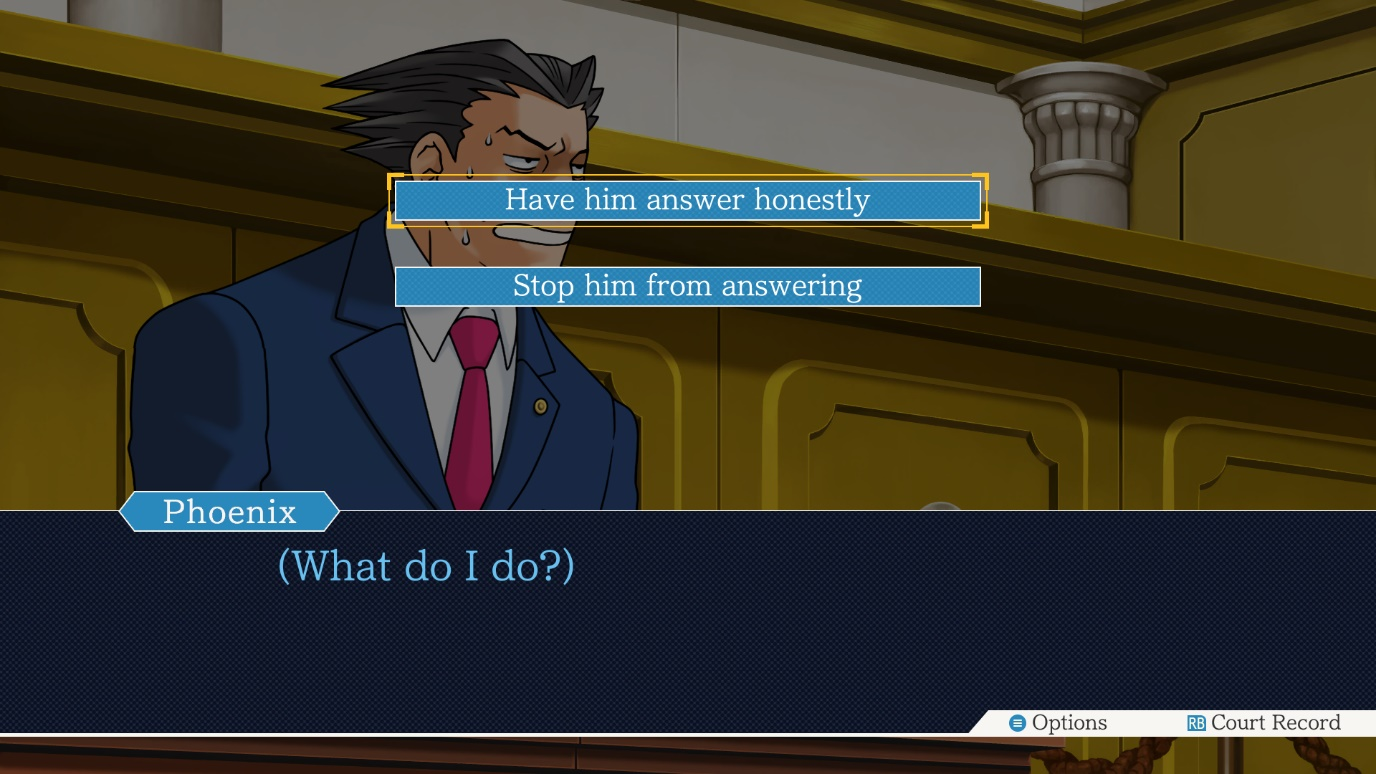 Have him answer honestly
Stop him from answering
Phoenix
(What do I do?)
Options
RB Court Record